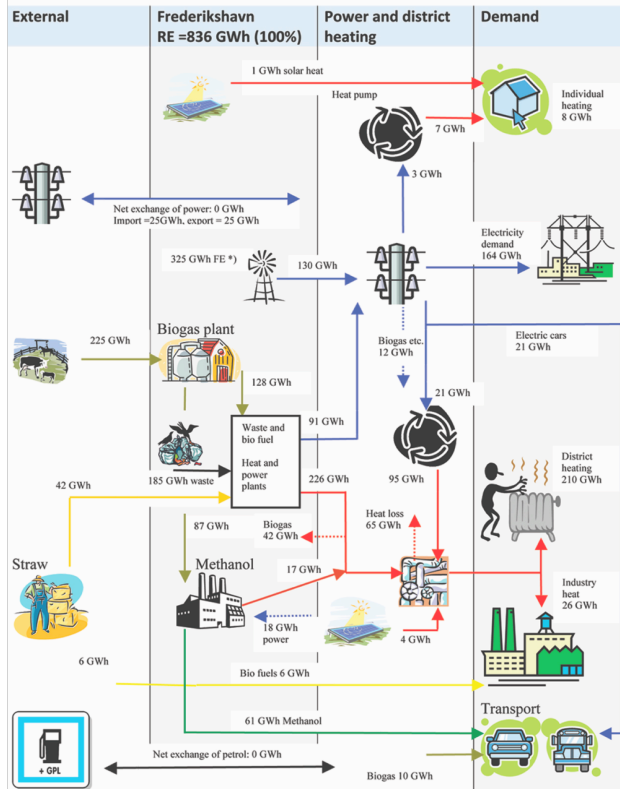 External
Frederikshavn
RE =836 GWh (100%)
Power and district
heating
Demand
1 GWh solar heat
Heat pump
Individual
heating
8 GWh
7 GWh
3 GWh
Net exchange of power: 0 GWh
Import =25GWh, export = 25 GWh
Electricity
demand
164 GWh
325 GWh FE *)
130 GWh
225 GWh
Biogas plant
Biogas etc.
12 GWh
Electric cars
21 GWh
128 GWh
21 GWh
Waste and
bio fuel
Heat and
power
plants
91 GWh
185 GWh waste
226 GWh
95 GWh
42 GWh
District
heating
210 GWh
87 GWh
Biogas
42 GWh
Heat loss
65 GWh
Straw
Methanol
17 GWh
Industry
heat
26 GWh
18 GWh
power
4 GWh
6 GWh
Bio fuels 6 GWh
61 GWh Methanol
Transport
Net exchange of petrol: 0 GWh
+ GPL
Biogas 10 GWh